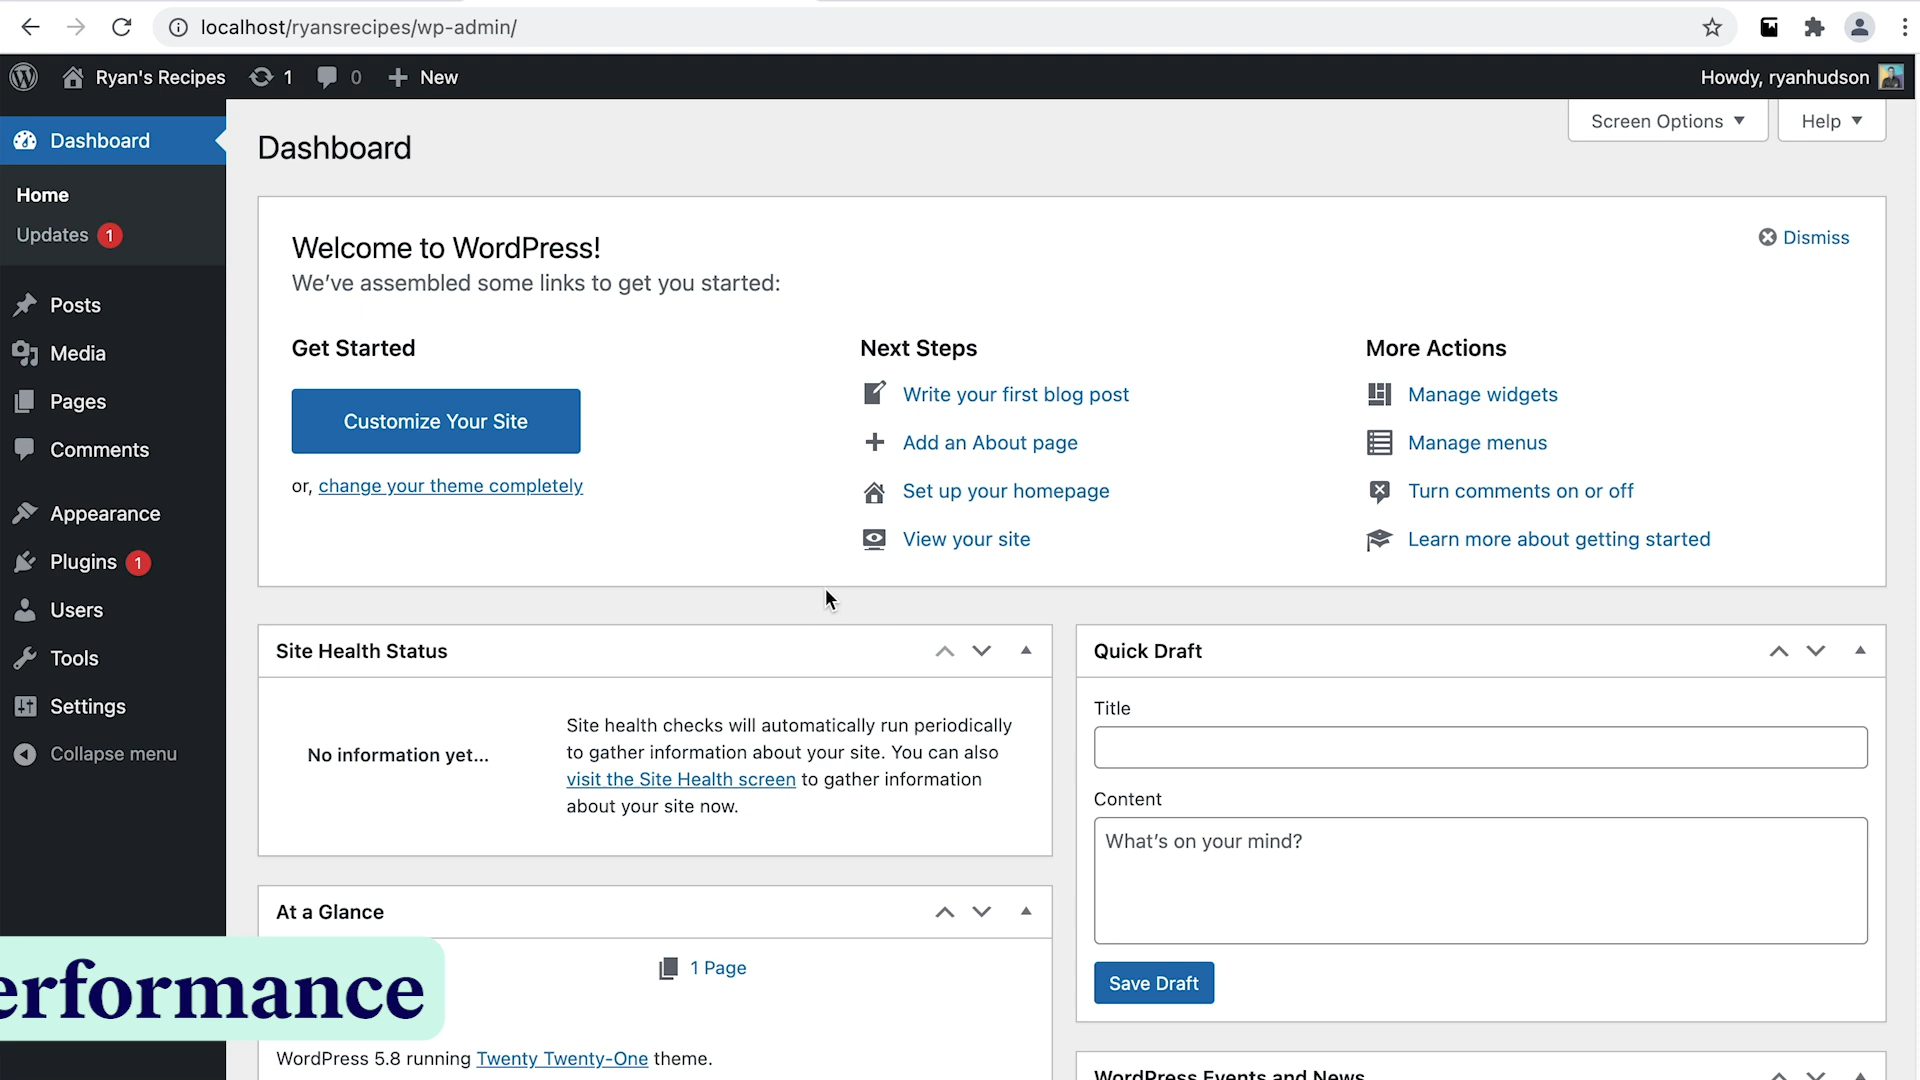 localhost/ryansrecipes/wp-admin/
Ryan's Recipes 1 0 New
Howdy, ryanhudson
Dashboard
Home
Updates 1
Posts
Media
Pages
Comments
Appearance
Plugins 1
Users
Tools
Settings
Collapse menu
Dashboard
Screen Options
Help
Welcome to WordPress!
We've assembled some links to get you started:
Dismiss
Get Started
Customize Your Site
or, change your theme completely
Next Steps
Write your first blog post
Add an About page
Set up your homepage
View your site
More Actions
Manage widgets
Manage menus
Turn comments on or off
Learn more about getting started
Site Health Status
No information yet...
Site health checks will automatically run periodically
to gather information about your site. You can also
visit the Site Health screen to gather information
about your site now.
At a Glance
1 Page
WordPress 5.8 running Twenty Twenty-One theme.
Quick Draft
Title
Content
What's on your mind?
Save Draft
WordPress Events and News
erformance